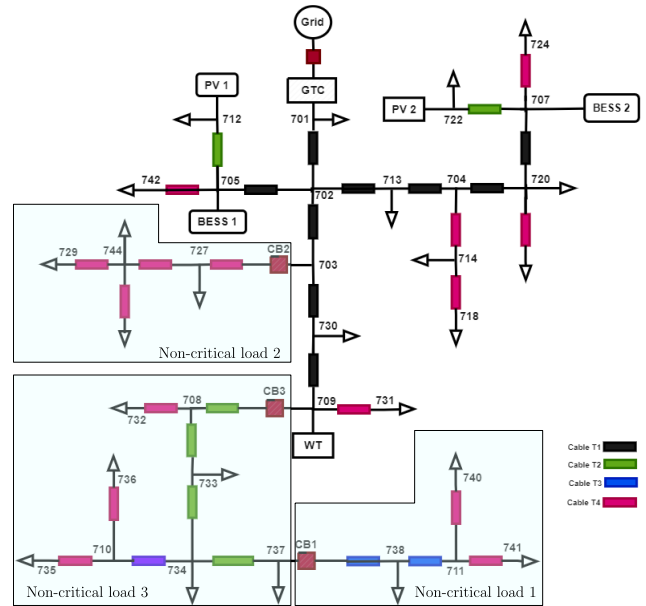 Grid
724
PV 1
GTC
PV 2
707
BESS 2
701
712
722
742
705
713
704
720
702
BESS 1
CB2
729
744
727
703
714
718
730
Non-critical load 2
CB3
708
709
731
732
WT
Cable T1
Cable T2
Cable T3
Cable T4
736
733
740
CB1
710
737
738
741
735
734
711
Non-critical load 3
Non-critical load 1